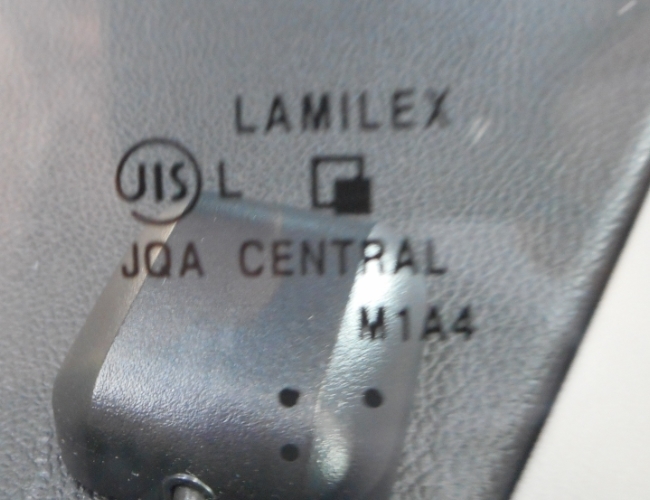 LAMILEX
JIS L
JQA CENTRAL
M1A4